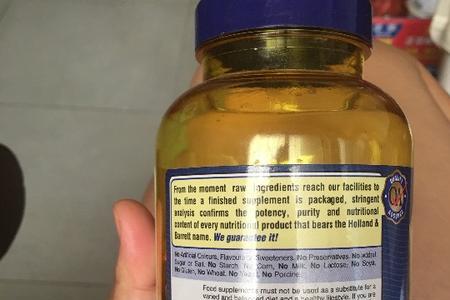 From the moment raw ingredients reach our facilities to
the time a finished supplement is packaged, stringent
analysis confirms the potency, purity and nutritional
content of every nutritional product that bears the Holland &
Barrett name. We guarantee it!
QUALITY
QA
ASSURED
No Artificial Colours, Flavours or Sweeteners, No Preservatives, No added
Sugar or Salt, No Starch, No Corn, No Milk, No Lactose, No Soya,
No Gluten, No Wheat, No Yeast, No Porcine.
Food supplements must not be used as a substitute for a
varied and balanced diet and a healthy lifestyle. If you are